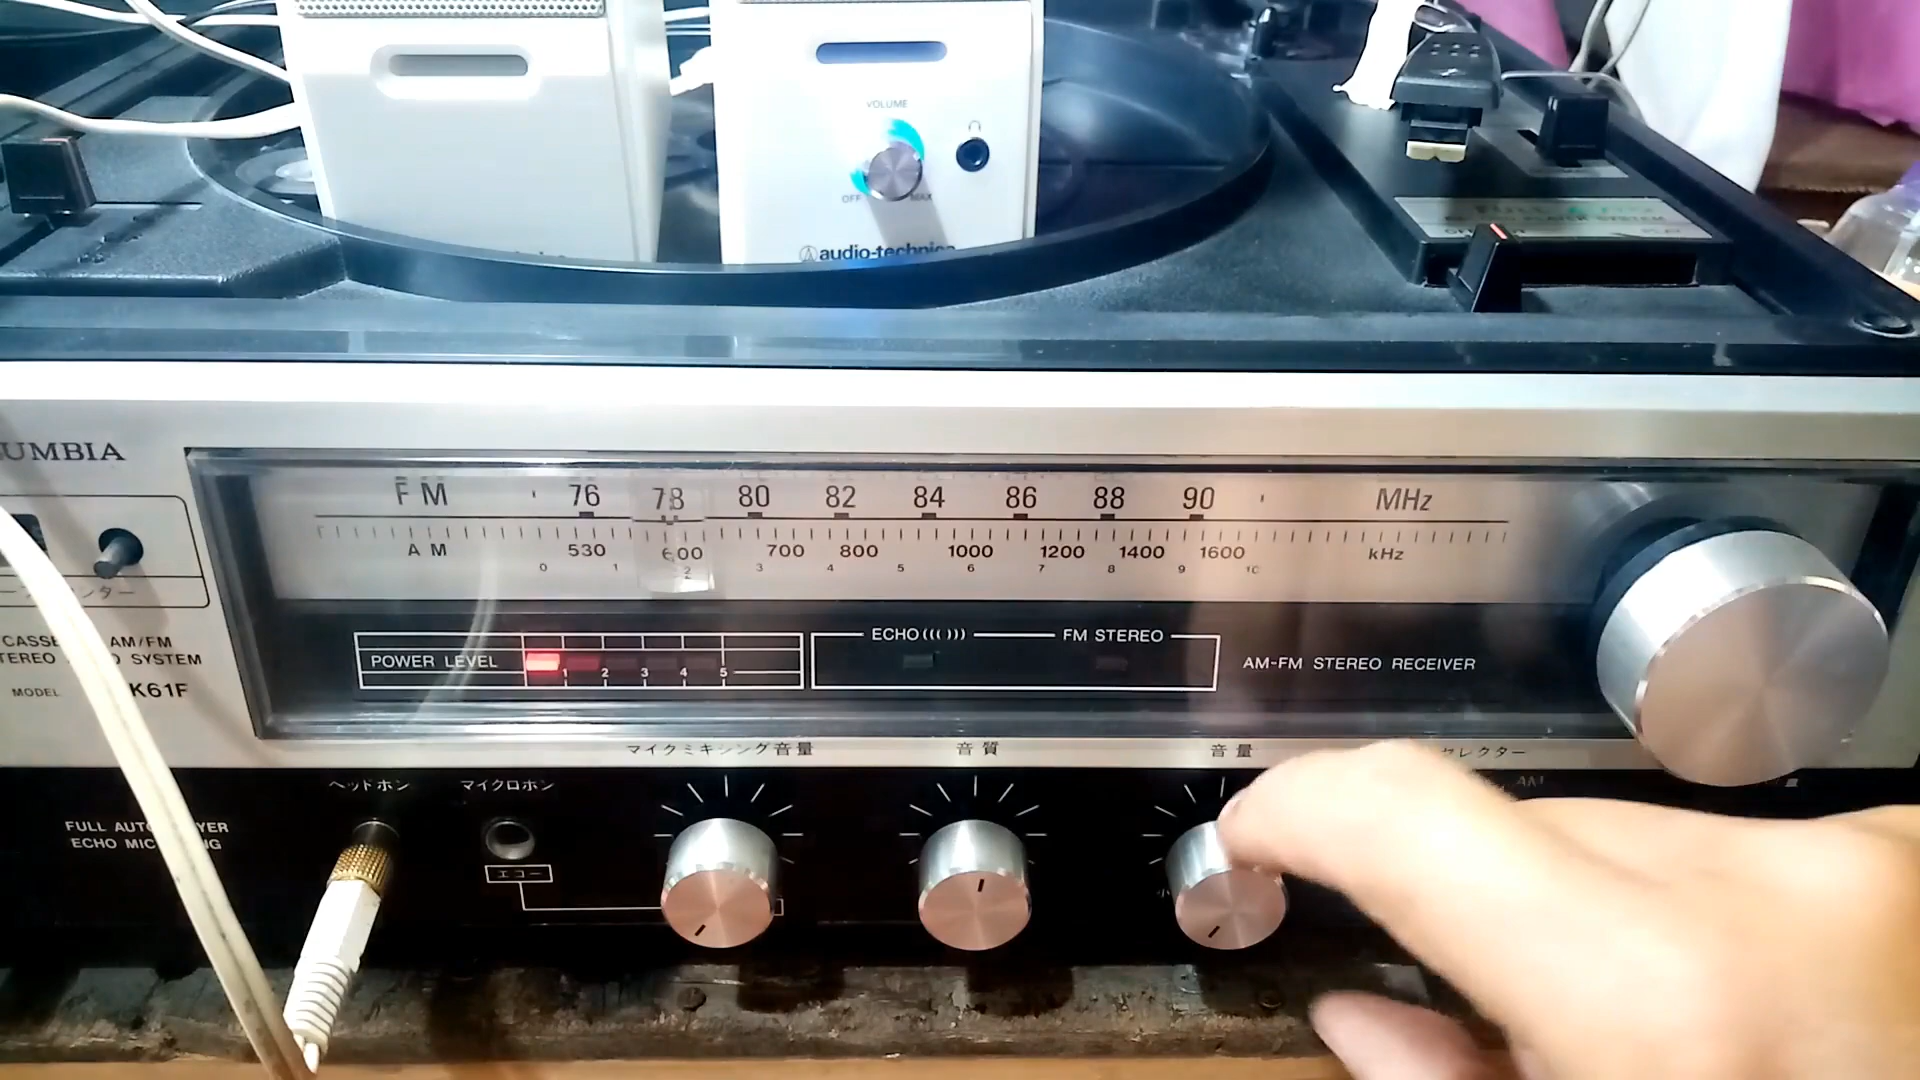 VOLUME
OFF MAX
audio-technica
UMBIA
FM 76 78 80 82 84 86 88 90 MHz
AM 530 600 700 800 1000 1200 1400 1600 kHz
0 1 2 3 4 5 6 7 8 9 10
ECHO ((( ))) FM STEREO
POWER LEVEL
1 2 3 4 5
AM-FM STEREO RECEIVER
CASSE AM/FM
TEREO SYSTEM
MODEL K61F
マイクミキシング音量 音質 音量 セレクター
ヘッドホン マイクロホン
AM
FULL AUT YER
ECHO MIC NG
エコー
小